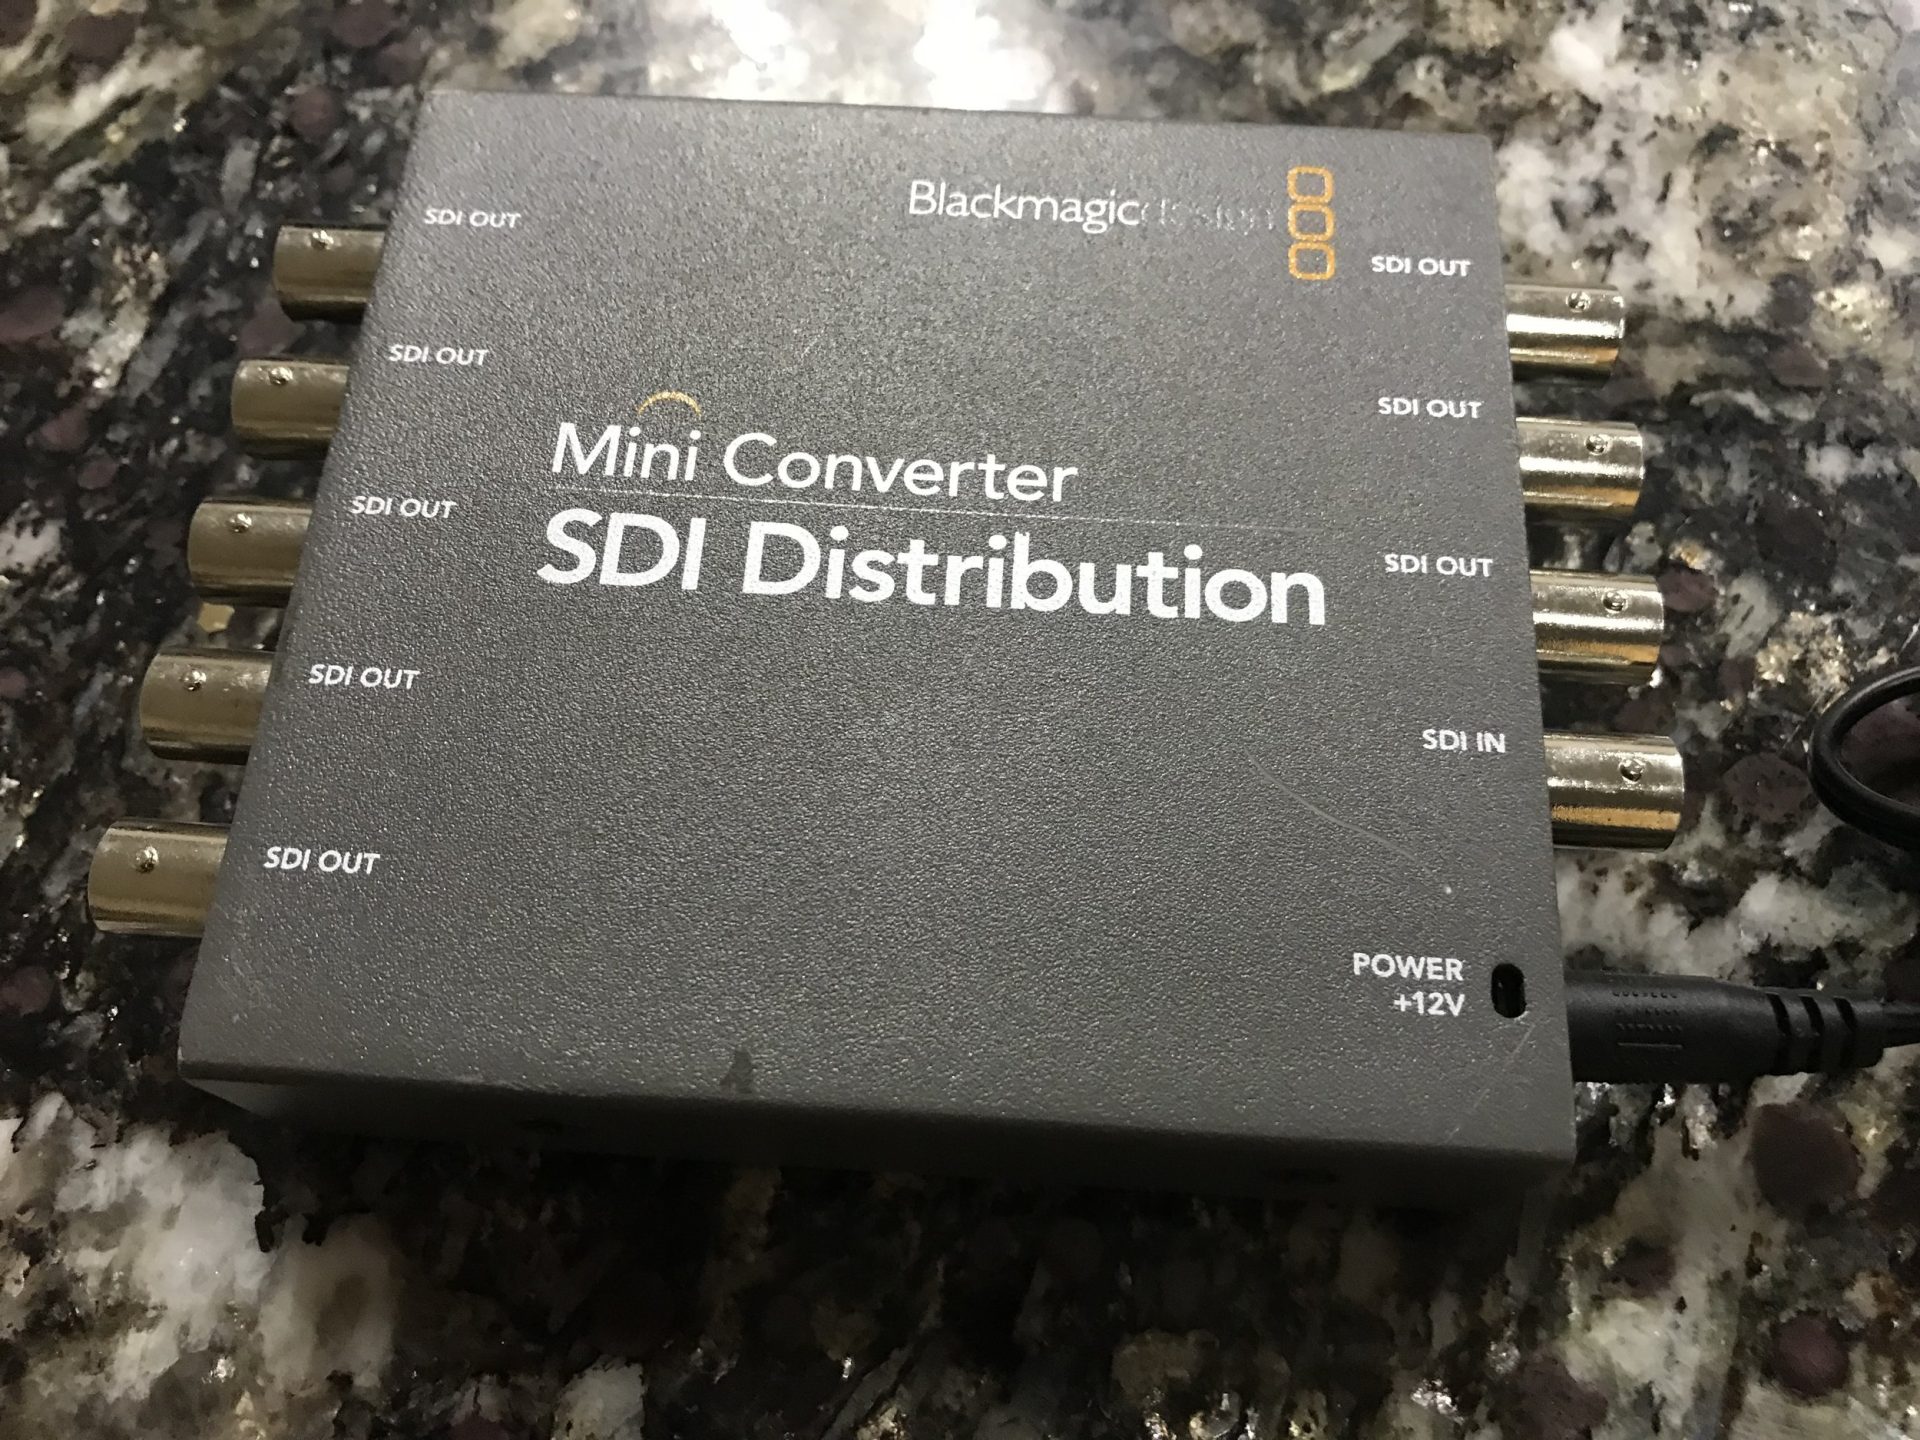 Blackmagicdesign
SDI OUT
SDI OUT
SDI OUT
SDI OUT
SDI OUT
Mini Converter
SDI Distribution
SDI OUT
SDI OUT
SDI OUT
SDI IN
POWER
+12V